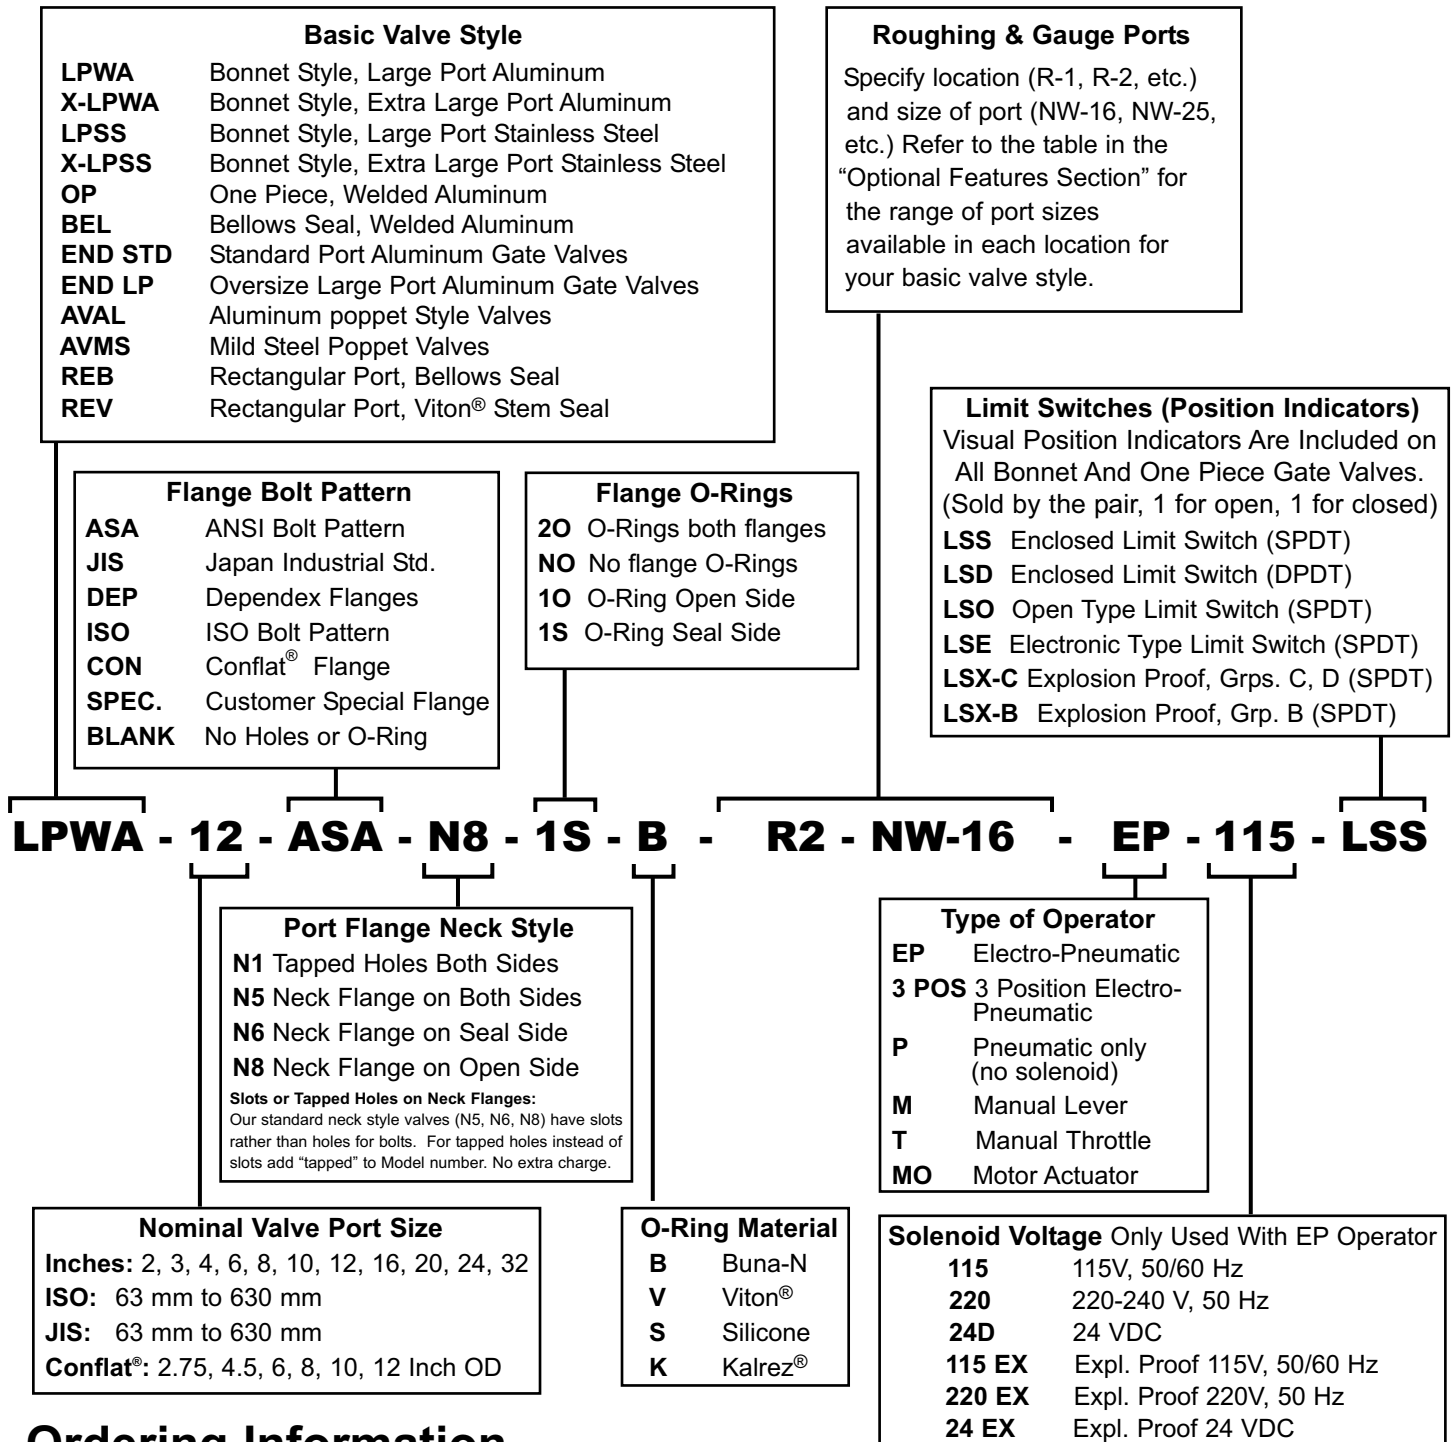 Basic Valve Style
LPWA Bonnet Style, Large Port Aluminum
X-LPWA Bonnet Style, Extra Large Port Aluminum
LPSS Bonnet Style, Large Port Stainless Steel
X-LPSS Bonnet Style, Extra Large Port Stainless Steel
OP One Piece, Welded Aluminum
BEL Bellows Seal, Welded Aluminum
END STD Standard Port Aluminum Gate Valves
END LP Oversize Large Port Aluminum Gate Valves
AVAL Aluminum poppet Style Valves
AVMS Mild Steel Poppet Valves
REB Rectangular Port, Bellows Seal
REV Rectangular Port, Viton® Stem Seal
Roughing & Gauge Ports
Specify location (R-1, R-2, etc.)
and size of port (NW-16, NW-25,
etc.) Refer to the table in the
“Optional Features Section” for
the range of port sizes
available in each location for
your basic valve style.
Flange Bolt Pattern
ASA ANSI Bolt Pattern
JIS Japan Industrial Std.
DEP Dependex Flanges
ISO ISO Bolt Pattern
CON Conflat® Flange
SPEC. Customer Special Flange
BLANK No Holes or O-Ring
Flange O-Rings
2O O-Rings both flanges
NO No flange O-Rings
1O O-Ring Open Side
1S O-Ring Seal Side
Limit Switches (Position Indicators)
Visual Position Indicators Are Included on
All Bonnet And One Piece Gate Valves.
(Sold by the pair, 1 for open, 1 for closed)
LSS Enclosed Limit Switch (SPDT)
LSD Enclosed Limit Switch (DPDT)
LSO Open Type Limit Switch (SPDT)
LSE Electronic Type Limit Switch (SPDT)
LSX-C Explosion Proof, Grps. C, D (SPDT)
LSX-B Explosion Proof, Grp. B (SPDT)
LPWA - 12 - ASA - N8 - 1S - B - R2 - NW-16 - EP - 115 - LSS
Port Flange Neck Style
N1 Tapped Holes Both Sides
N5 Neck Flange on Both Sides
N6 Neck Flange on Seal Side
N8 Neck Flange on Open Side
Slots or Tapped Holes on Neck Flanges:
Our standard neck style valves (N5, N6, N8) have slots
rather than holes for bolts. For tapped holes instead of
slots add “tapped” to Model number. No extra charge.
Type of Operator
EP Electro-Pneumatic
3 POS 3 Position Electro-
Pneumatic
P Pneumatic only
(no solenoid)
M Manual Lever
T Manual Throttle
MO Motor Actuator
Nominal Valve Port Size
Inches: 2, 3, 4, 6, 8, 10, 12, 16, 20, 24, 32
ISO: 63 mm to 630 mm
JIS: 63 mm to 630 mm
Conflat®: 2.75, 4.5, 6, 8, 10, 12 Inch OD
O-Ring Material
B Buna-N
V Viton®
S Silicone
K Kalrez®
Solenoid Voltage Only Used With EP Operator
115 115V, 50/60 Hz
220 220-240 V, 50 Hz
24D 24 VDC
115 EX Expl. Proof 115V, 50/60 Hz
220 EX Expl. Proof 220V, 50 Hz
24 EX Expl. Proof 24 VDC
Ordering Information